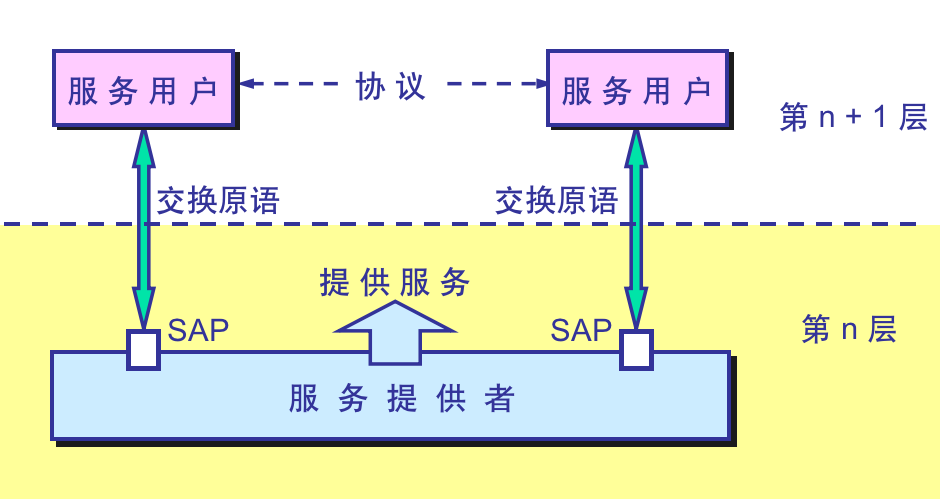 服务用户
协议
服务用户
第 n + 1 层
交换原语
交换原语
提供服务
SAP
SAP
第 n 层
服务提供者